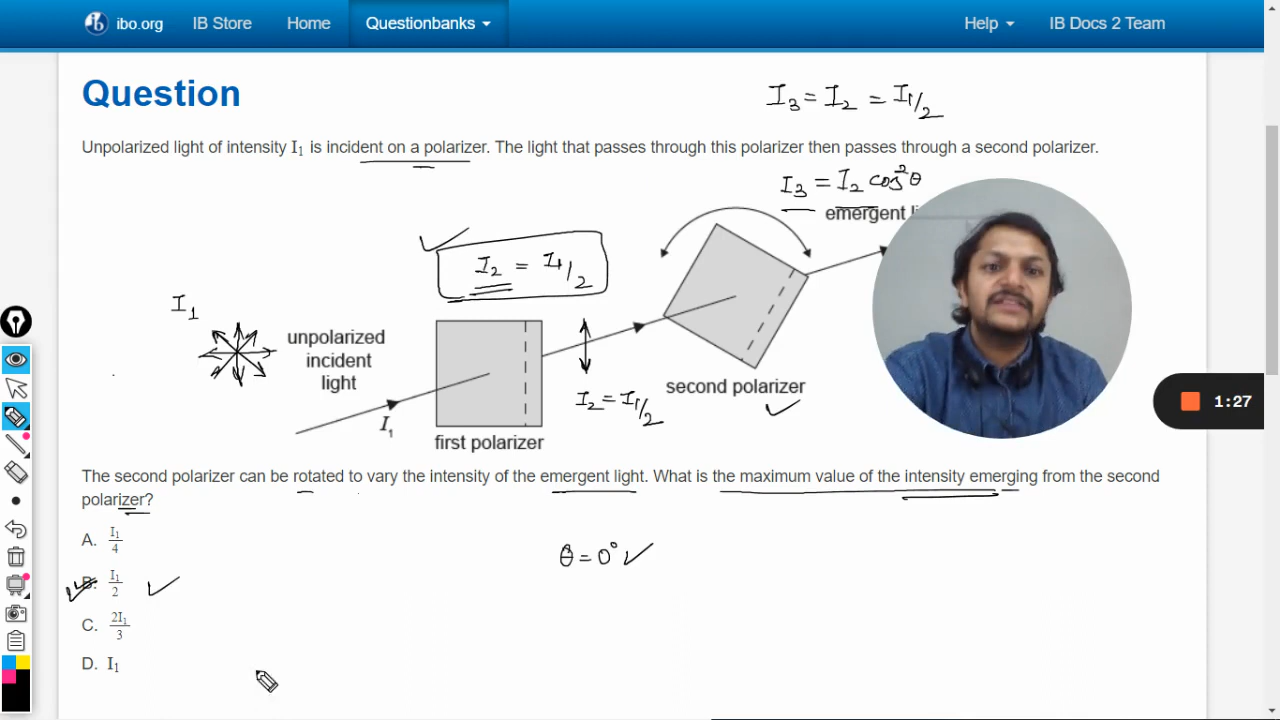 ibo.org IB Store Home Questionbanks Help IB Docs 2 Team
Question
I₃ = I₂ = I₁/2
Unpolarized light of intensity I₁ is incident on a polarizer. The light that passes through this polarizer then passes through a second polarizer.
I₃ = I₂ cos²θ
emergent li
I₂ = I₁/2
I₁
unpolarized
incident
light
second polarizer
I₂ = I₁/2
I₁
first polarizer
1:27
The second polarizer can be rotated to vary the intensity of the emergent light. What is the maximum value of the intensity emerging from the second
polarizer?
A. I₁/4
θ = 0°
B. I₁/2
C. 2I₁/3
D. I₁